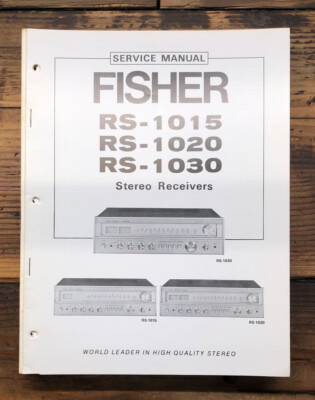 SERVICE MANUAL
FISHER
RS-1015
RS-1020
RS-1030
Stereo Receivers
RS-1030
RS-1015
RS-1020
WORLD LEADER IN HIGH QUALITY STEREO